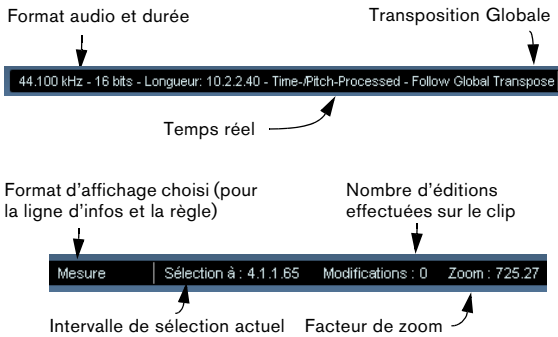 Format audio et durée
Transposition Globale
44.100 kHz - 16 bits - Longueur: 10.2.2.40 - Time-/Pitch-Processed - Follow Global Transpose
Temps réel
Format d'affichage choisi (pour
la ligne d'infos et la règle)
Nombre d'éditions
effectuées sur le clip
Mesure
Sélection à : 4.1.1.65
Modifications : 0
Zoom : 725.27
Intervalle de sélection actuel
Facteur de zoom